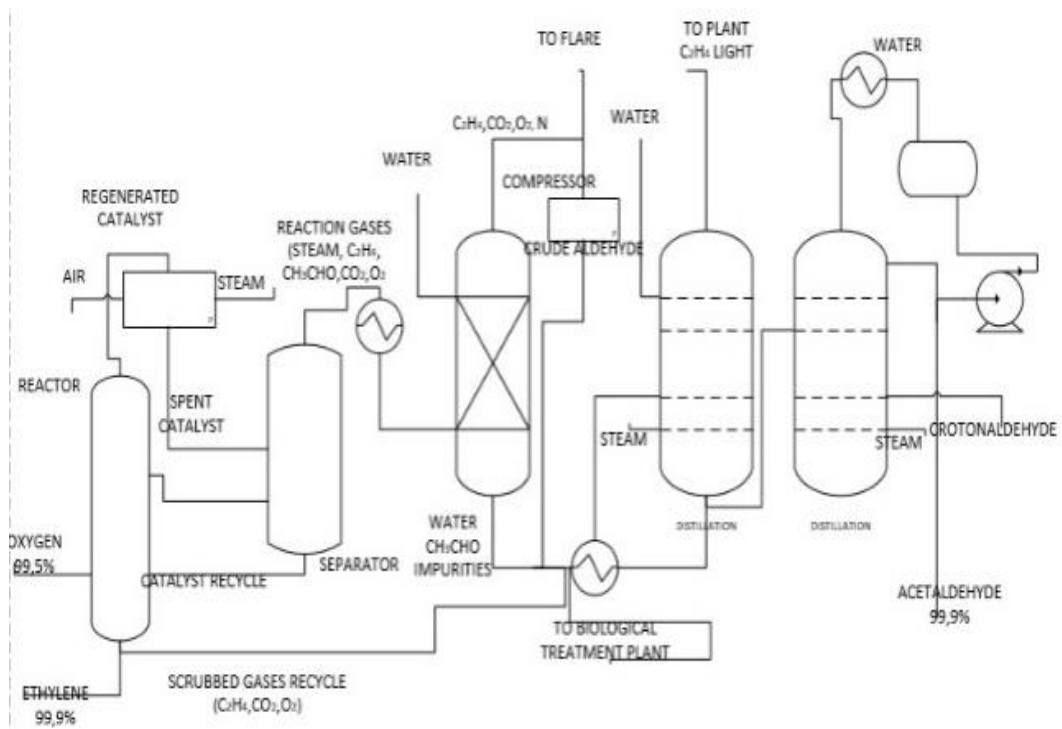 TO FLARE
TO PLANT
C₂H₄ LIGHT
WATER
C₂H₄,CO₂,O₂, N
WATER
WATER
COMPRESSOR
REGENERATED
CATALYST
REACTION GASES
(STEAM, C₂H₄,
CH₃CHO,CO₂,O₂
CRUDE ALDEHYDE
AIR
STEAM
REACTOR
SPENT
CATALYST
STEAM
STEAM
CROTONALDEHYDE
WATER
CH₃CHO
IMPURITIES
DISTILLATION
DISTILLATION
OXYGEN
99,5%
SEPARATOR
CATALYST RECYCLE
ACETALDEHYDE
99,9%
TO BIOLOGICAL
TREATMENT PLANT
SCRUBBED GASES RECYCLE
(C₂H₄,CO₂,O₂)
ETHYLENE
99,9%